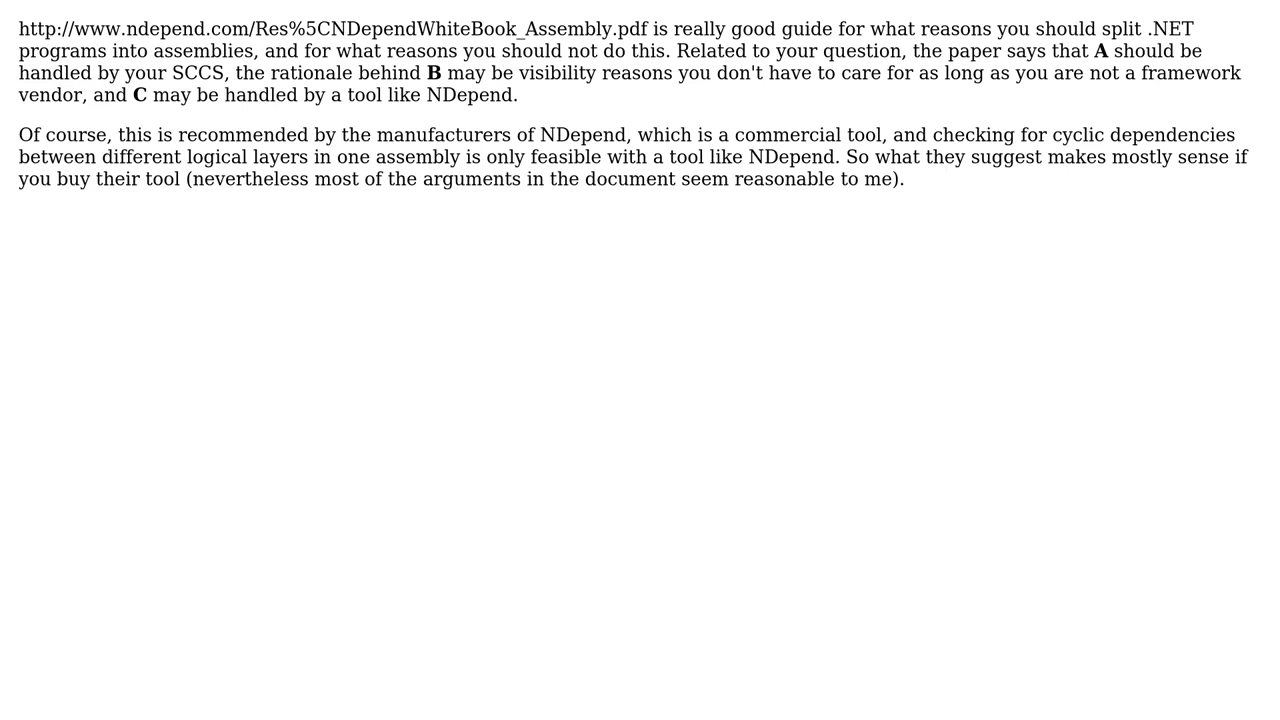 http://www.ndepend.com/Res%5CNDependWhiteBook_Assembly.pdf is really good guide for what reasons you should split .NET
programs into assemblies, and for what reasons you should not do this. Related to your question, the paper says that A should be
handled by your SCCS, the rationale behind B may be visibility reasons you don't have to care for as long as you are not a framework
vendor, and C may be handled by a tool like NDepend.
Of course, this is recommended by the manufacturers of NDepend, which is a commercial tool, and checking for cyclic dependencies
between different logical layers in one assembly is only feasible with a tool like NDepend. So what they suggest makes mostly sense if
you buy their tool (nevertheless most of the arguments in the document seem reasonable to me).